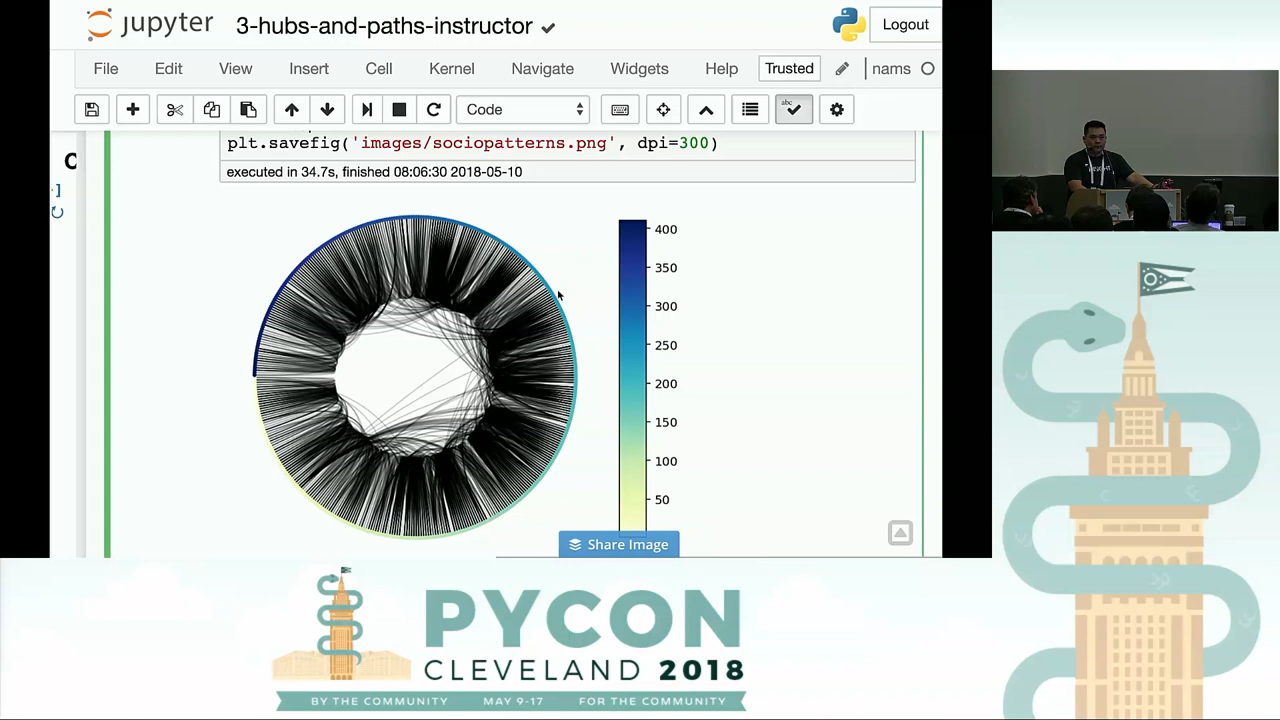 jupyter 3-hubs-and-paths-instructor Logout
File Edit View Insert Cell Kernel Navigate Widgets Help Trusted nams
Code
plt.savefig('images/sociopatterns.png', dpi=300)
executed in 34.7s, finished 08:06:30 2018-05-10
400
350
300
250
200
150
100
50
Share Image
PYCON
CLEVELAND 2018
BY THE COMMUNITY MAY 9-17 FOR THE COMMUNITY